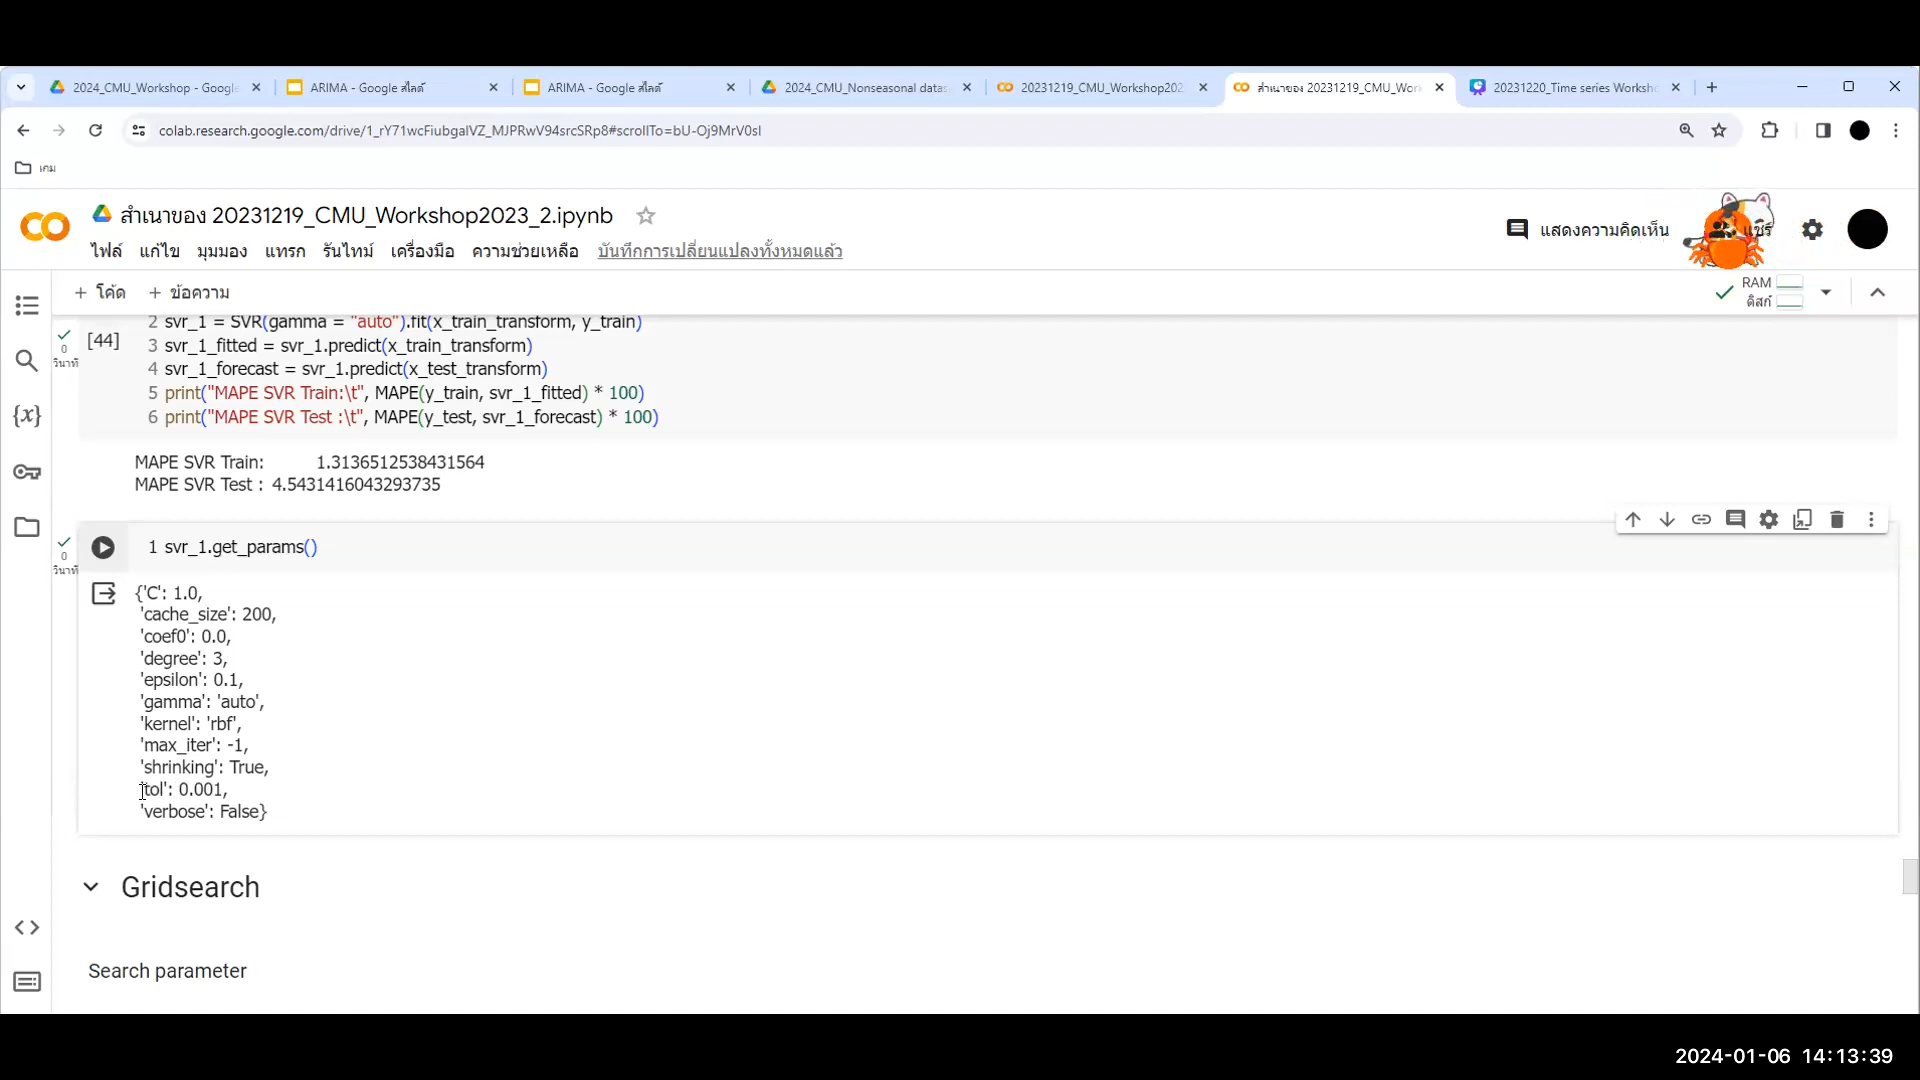 2024_CMU_Workshop - Google
ARIMA - Google สไลด์
ARIMA - Google สไลด์
2024_CMU_Nonseasonal datas
20231219_CMU_Workshop202
สำเนาของ 20231219_CMU_Wor
20231220_Time series Worksh
colab.research.google.com/drive/1_rY71wcFiubgalVZ_MJPRwV94srcSRp8#scrollTo=bU-Oj9MrV0sI
เกม
สำเนาของ 20231219_CMU_Workshop2023_2.ipynb
แสดงความคิดเห็น
แชร์
ไฟล์ แก้ไข มุมมอง แทรก รันไทม์ เครื่องมือ ความช่วยเหลือ บันทึกการเปลี่ยนแปลงทั้งหมดแล้ว
+ โค้ด + ข้อความ
RAM
ดิสก์
0
วินาที
[44]
2 svr_1 = SVR(gamma = "auto").fit(x_train_transform, y_train)
3 svr_1_fitted = svr_1.predict(x_train_transform)
4 svr_1_forecast = svr_1.predict(x_test_transform)
5 print("MAPE SVR Train:\t", MAPE(y_train, svr_1_fitted) * 100)
6 print("MAPE SVR Test :\t", MAPE(y_test, svr_1_forecast) * 100)
MAPE SVR Train: 1.3136512538431564
MAPE SVR Test : 4.5431416043293735
0
วินาที
1 svr_1.get_params()
{'C': 1.0,
'cache_size': 200,
'coef0': 0.0,
'degree': 3,
'epsilon': 0.1,
'gamma': 'auto',
'kernel': 'rbf',
'max_iter': -1,
'shrinking': True,
'tol': 0.001,
'verbose': False}
Gridsearch
Search parameter
2024-01-06 14:13:39